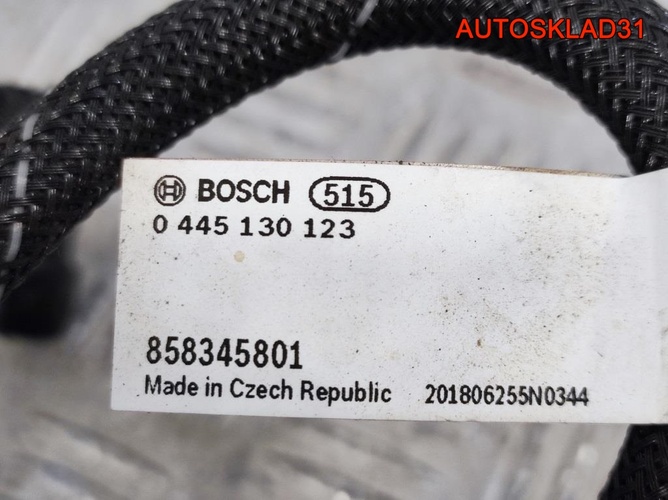 AUTOSKLAD31
BOSCH 515
0 445 130 123
858345801
Made in Czech Republic 201806255N0344